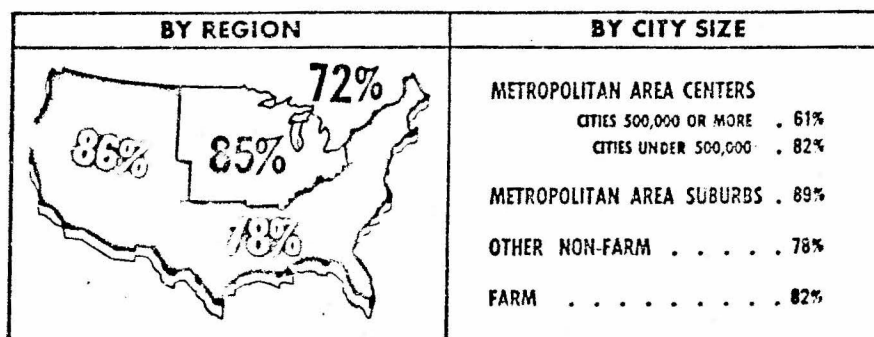 BY REGION
72%
86%
85%
78%
BY CITY SIZE
METROPOLITAN AREA CENTERS
CITIES 500,000 OR MORE . 61%
CITIES UNDER 500,000 . 82%
METROPOLITAN AREA SUBURBS . 89%
OTHER NON-FARM . . . . . 78%
FARM . . . . . . . . . 82%